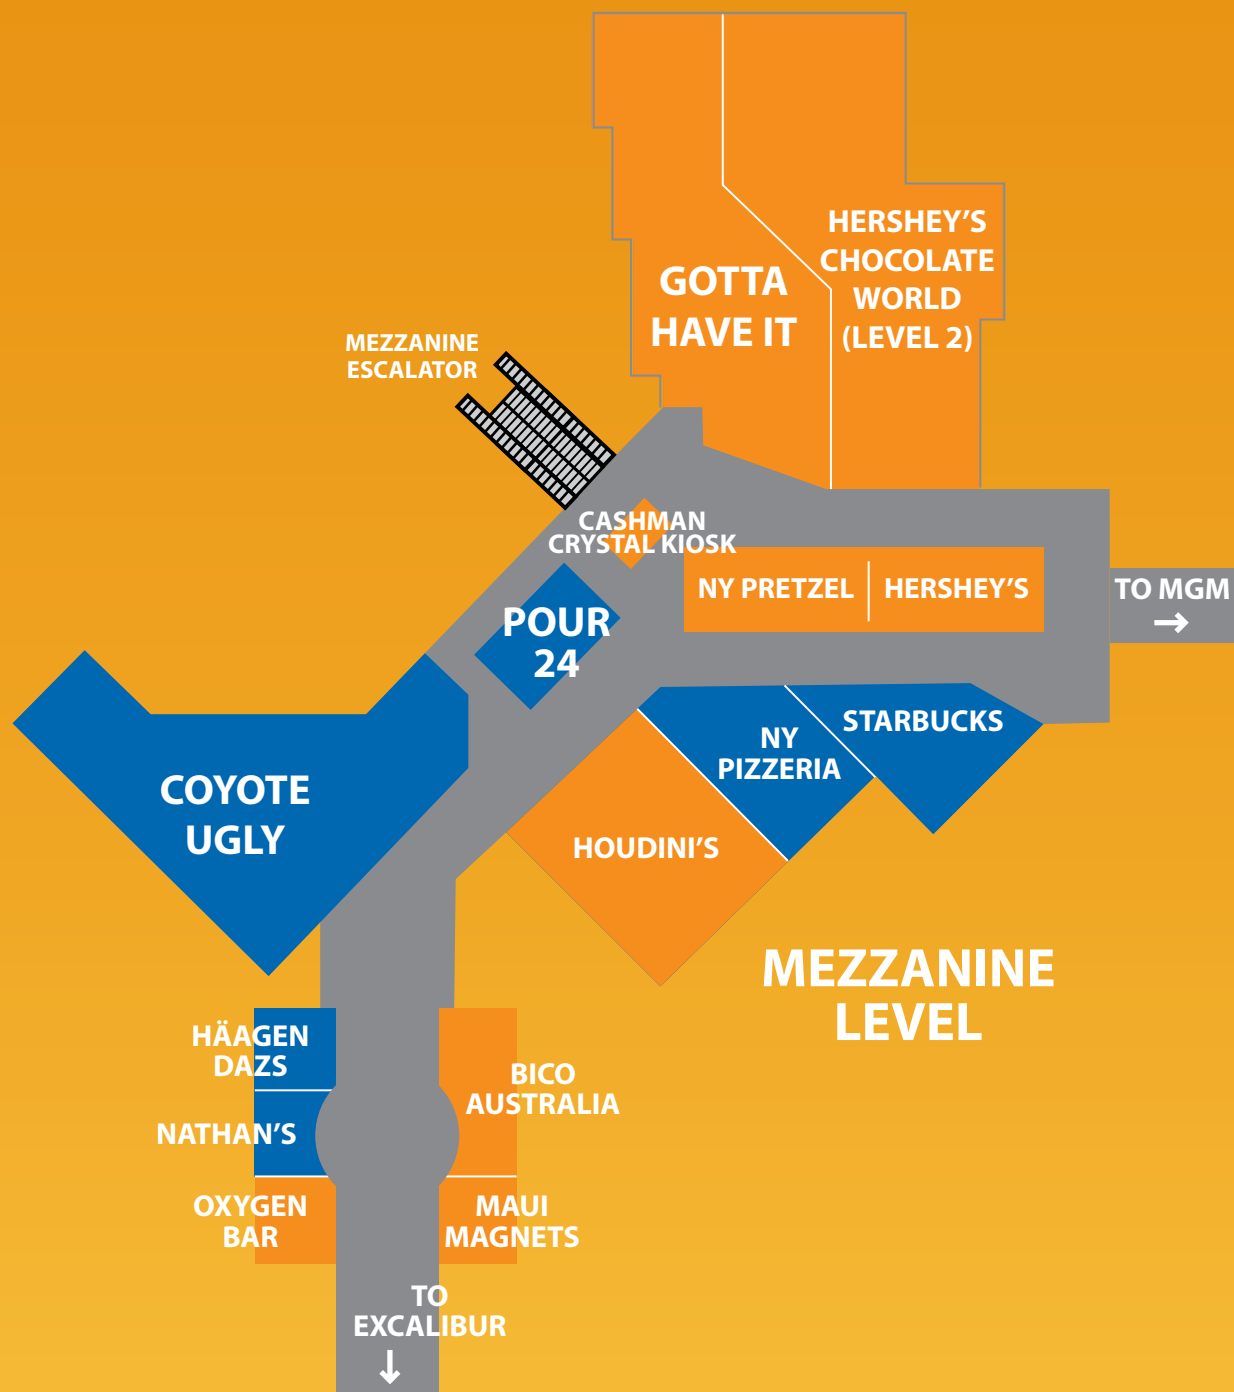 HERSHEY'S
CHOCOLATE
WORLD
(LEVEL 2)
GOTTA
HAVE IT
MEZZANINE
ESCALATOR
CASHMAN
CRYSTAL KIOSK
NY PRETZEL
HERSHEY'S
TO MGM
→
POUR
24
STARBUCKS
NY
PIZZERIA
COYOTE
UGLY
HOUDINI'S
MEZZANINE
LEVEL
HÄAGEN
DAZS
BICO
AUSTRALIA
NATHAN'S
OXYGEN
BAR
MAUI
MAGNETS
TO
EXCALIBUR
↓